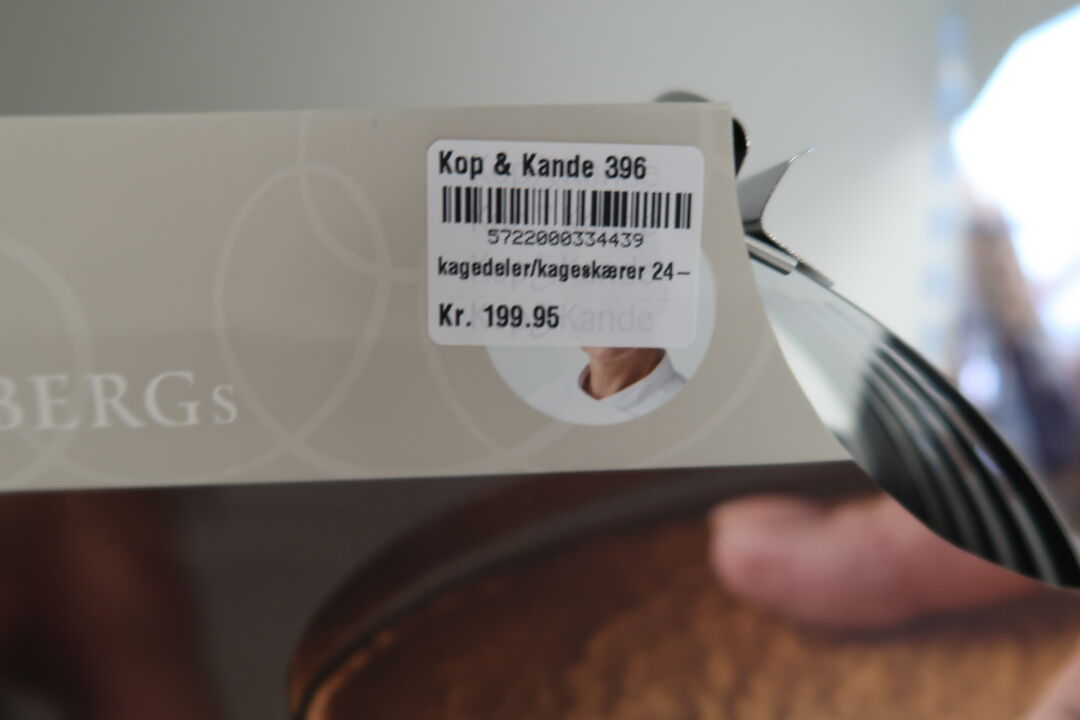 Kop & Kande 396
5722000334439
kagedeler/kageskærer 24-
Kr. 199.95
BERGs